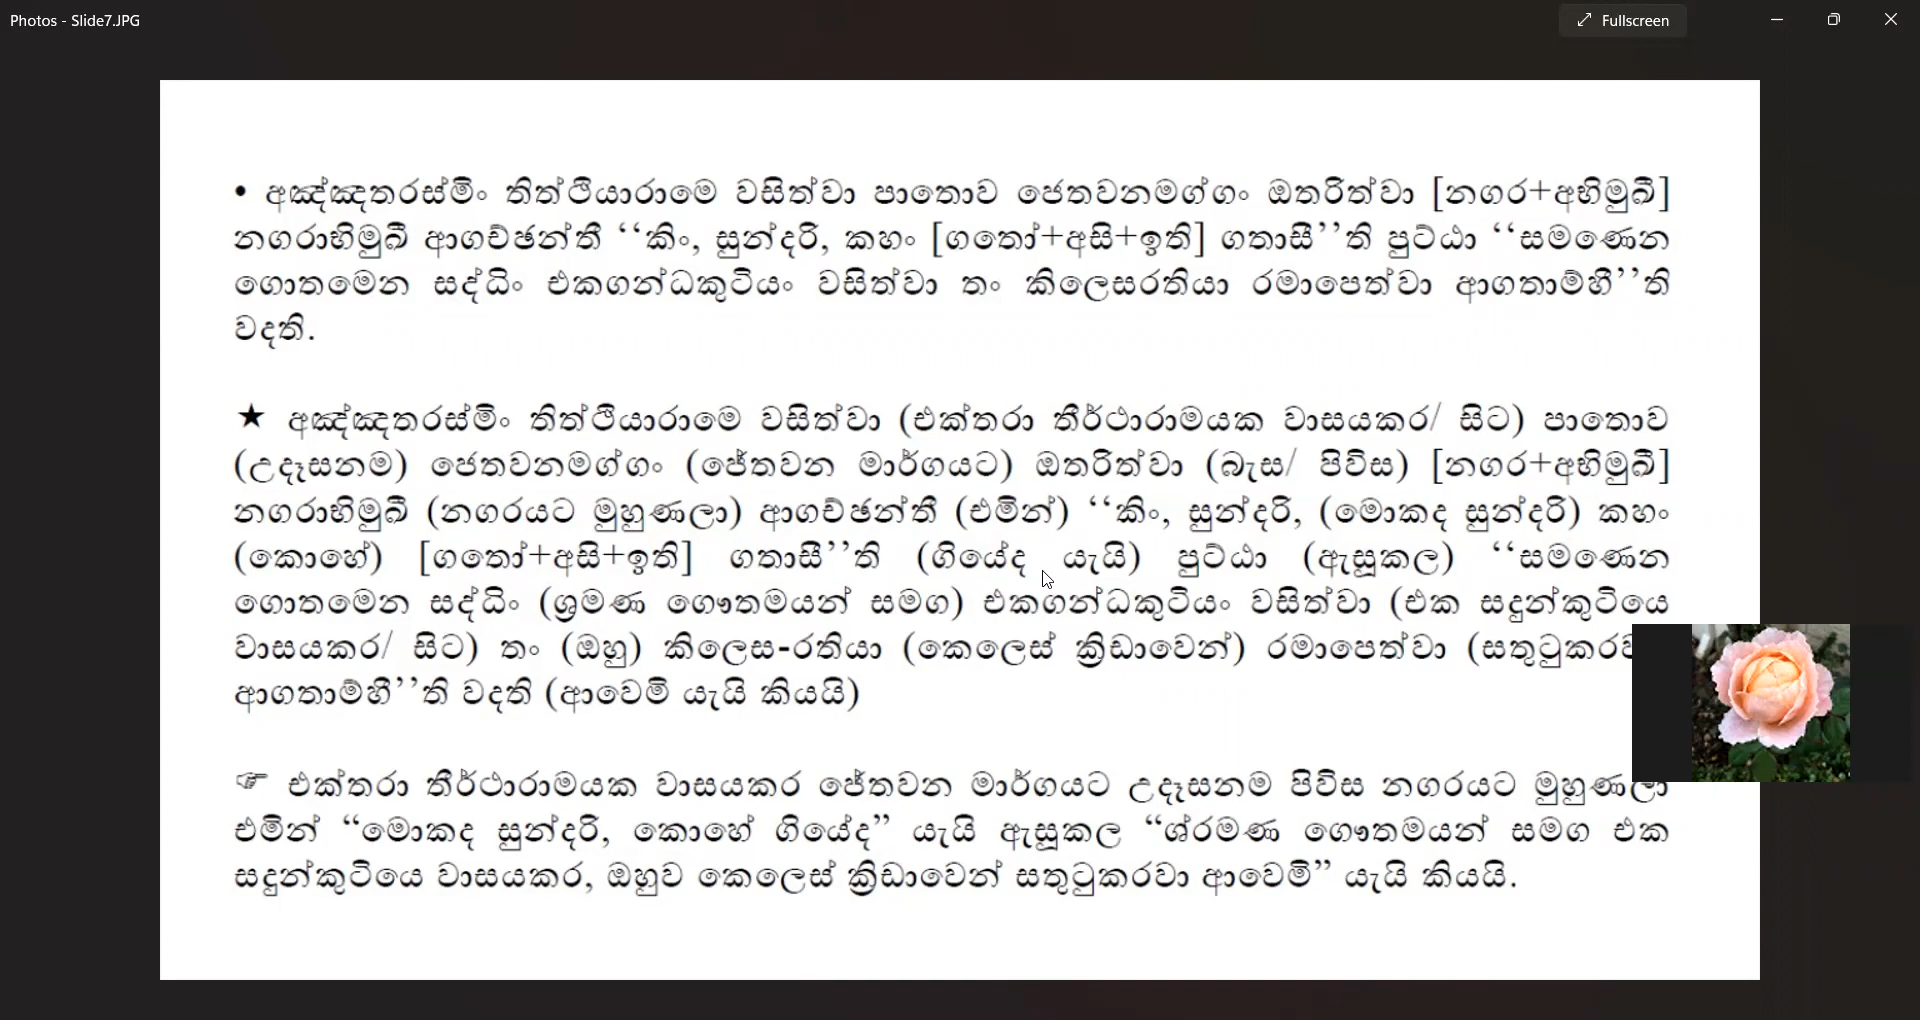 Photos - Slide7.JPG
Fullscreen
• අඤ්ඤතරස්මිං තිත්ථියාරාමෙ වසිත්වා පාතොව ජෙතවනමග්ගං ඔතරිත්වා [නගර+අභිමුඛී]
නගරාභිමුඛී ආගච්ඡන්තී ‘‘කිං, සුන්දරි, කහං [ගතෝ+අසි+ඉති] ගතාසී’’ති පුට්ඨා ‘‘සමණෙන
ගොතමෙන සද්ධිං එකගන්ධකුටියං වසිත්වා තං කිලෙසරතියා රමාපෙත්වා ආගතාම්හී’’ති
වදති.
★ අඤ්ඤතරස්මිං තිත්ථියාරාමෙ වසිත්වා (එක්තරා තීර්ථාරාමයක වාසයකර/ සිට) පාතොව
(උදෑසනම) ජෙතවනමග්ගං (ජේතවන මාර්ගයට) ඔතරිත්වා (බැස/ පිවිස) [නගර+අභිමුඛී]
නගරාභිමුඛී (නගරයට මුහුණලා) ආගච්ඡන්තී (එමින්) ‘‘කිං, සුන්දරි, (මොකද සුන්දරි) කහං
(කොහේ) [ගතෝ+අසි+ඉති] ගතාසී’’ති (ගියේද යැයි) පුට්ඨා (ඇසූකල) ‘‘සමණෙන
ගොතමෙන සද්ධිං (ශ්‍රමණ ගෞතමයන් සමග) එකගන්ධකුටියං වසිත්වා (එක සඳුන්කුටියෙ
වාසයකර/ සිට) තං (ඔහු) කිලෙස-රතියා (කෙලෙස් ක්‍රිඩාවෙන්) රමාපෙත්වා
ආගතාම්හී’’ති වදති (ආවෙමි යැයි කියයි)
☞ එක්තරා තීර්ථාරාමයක වාසයකර ජේතවන මාර්ගයට උදෑසනම පිවිස නගරයට මුහුණලා
එමින් “මොකද සුන්දරි, කොහේ ගියේද” යැයි ඇසූකල “ශ්රමණ ගෞතමයන් සමග එක
සඳුන්කුටියෙ වාසයකර, ඔහුව කෙලෙස් ක්‍රිඩාවෙන් සතුටුකරවා ආවෙමි” යැයි කියයි.